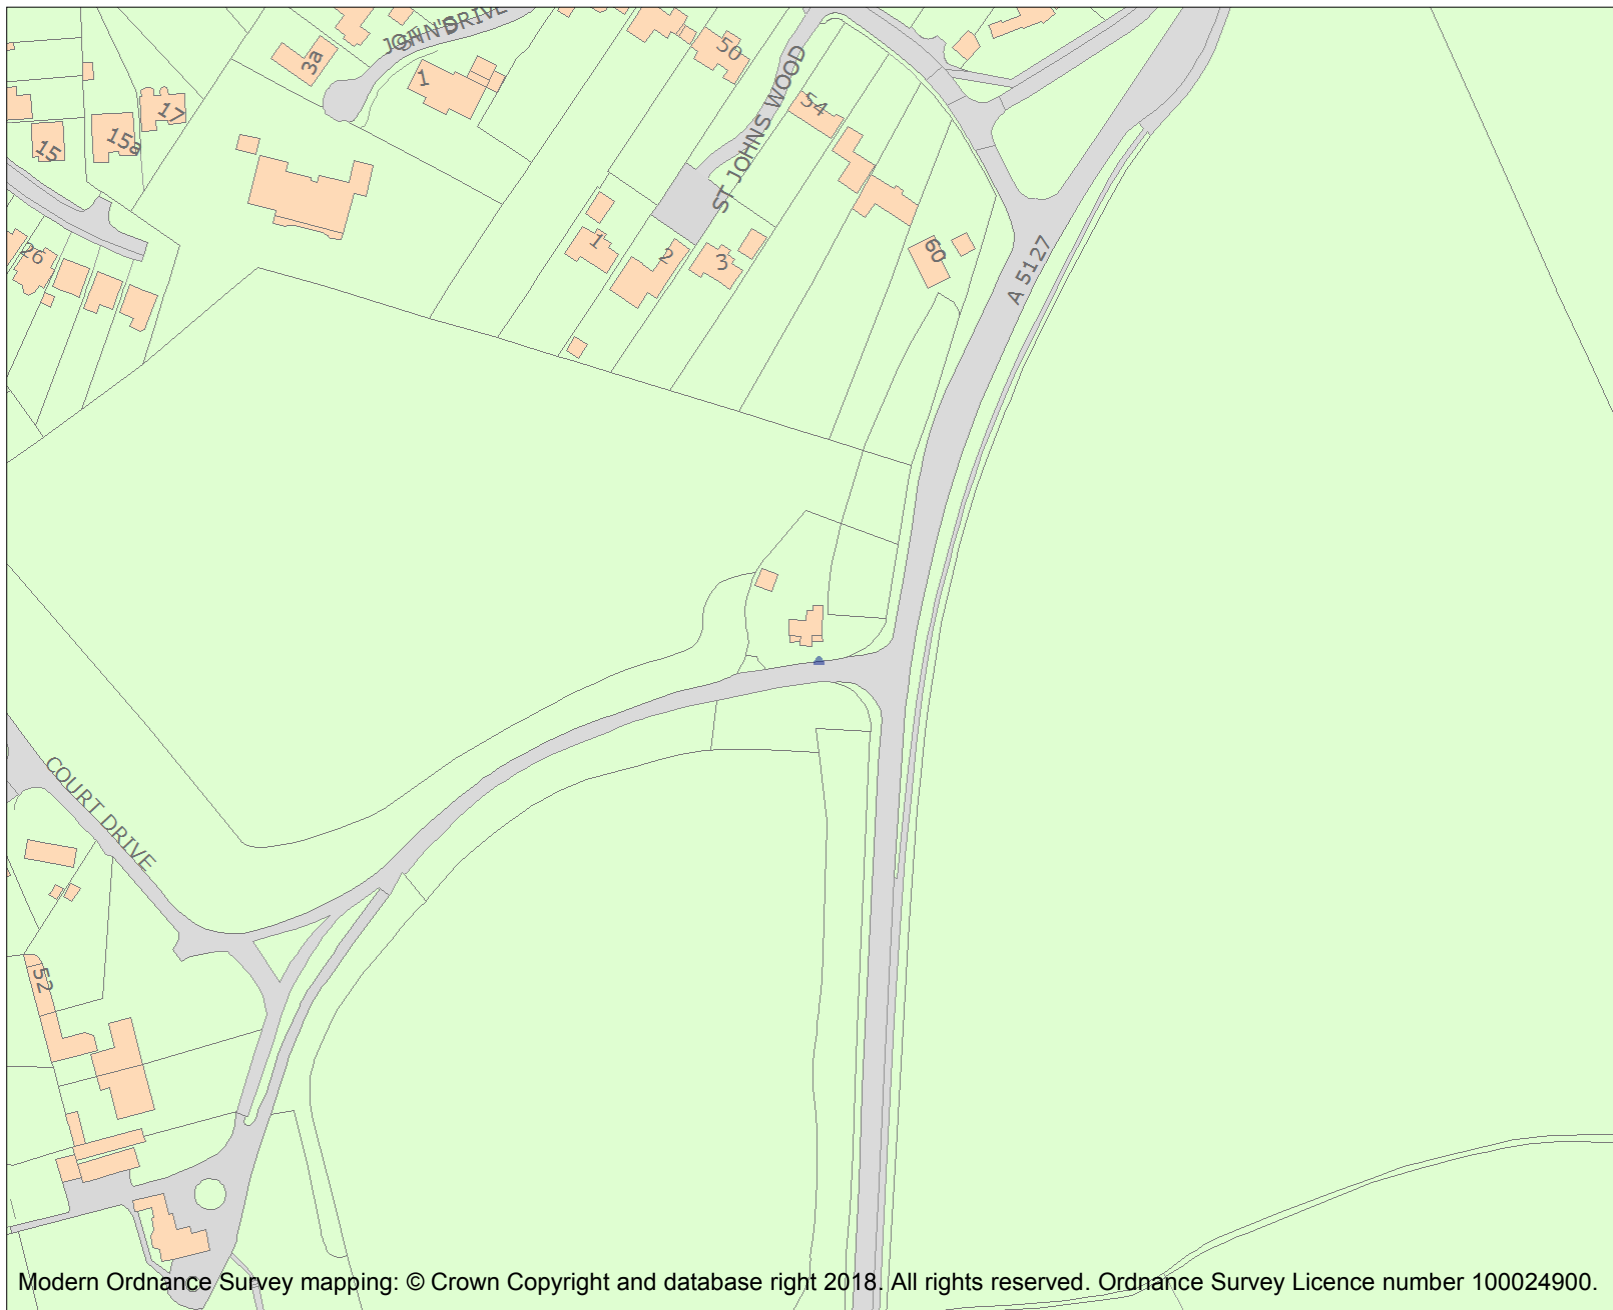 JOHN'S DRIVE
3a
1
50
ST JOHNS WOOD
54
17
15a
15
26
1
2
3
60
A 5127
COURT DRIVE
52
Modern Ordnance Survey mapping: © Crown Copyright and database right 2018. All rights reserved. Ordnance Survey Licence number 100024900.